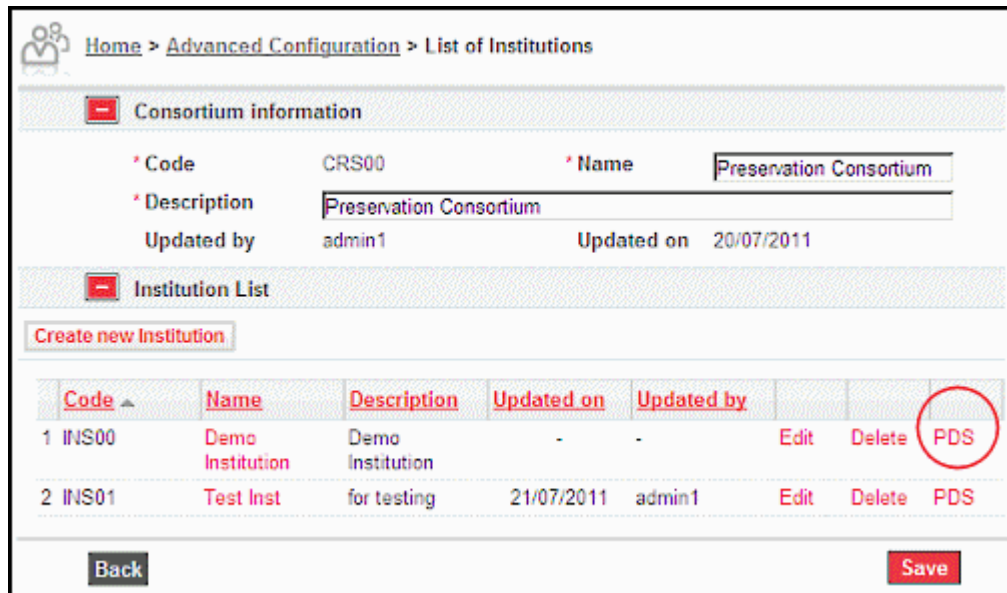 Home > Advanced Configuration > List of Institutions
Consortium information
* Code CRS00 * Name Preservation Consortium
* Description Preservation Consortium
Updated by admin1 Updated on 20/07/2011
Institution List
Create new Institution
Code Name Description Updated on Updated by
1 INS00 Demo Institution Demo Institution - - Edit Delete PDS
2 INS01 Test Inst for testing 21/07/2011 admin1 Edit Delete PDS
Back Save